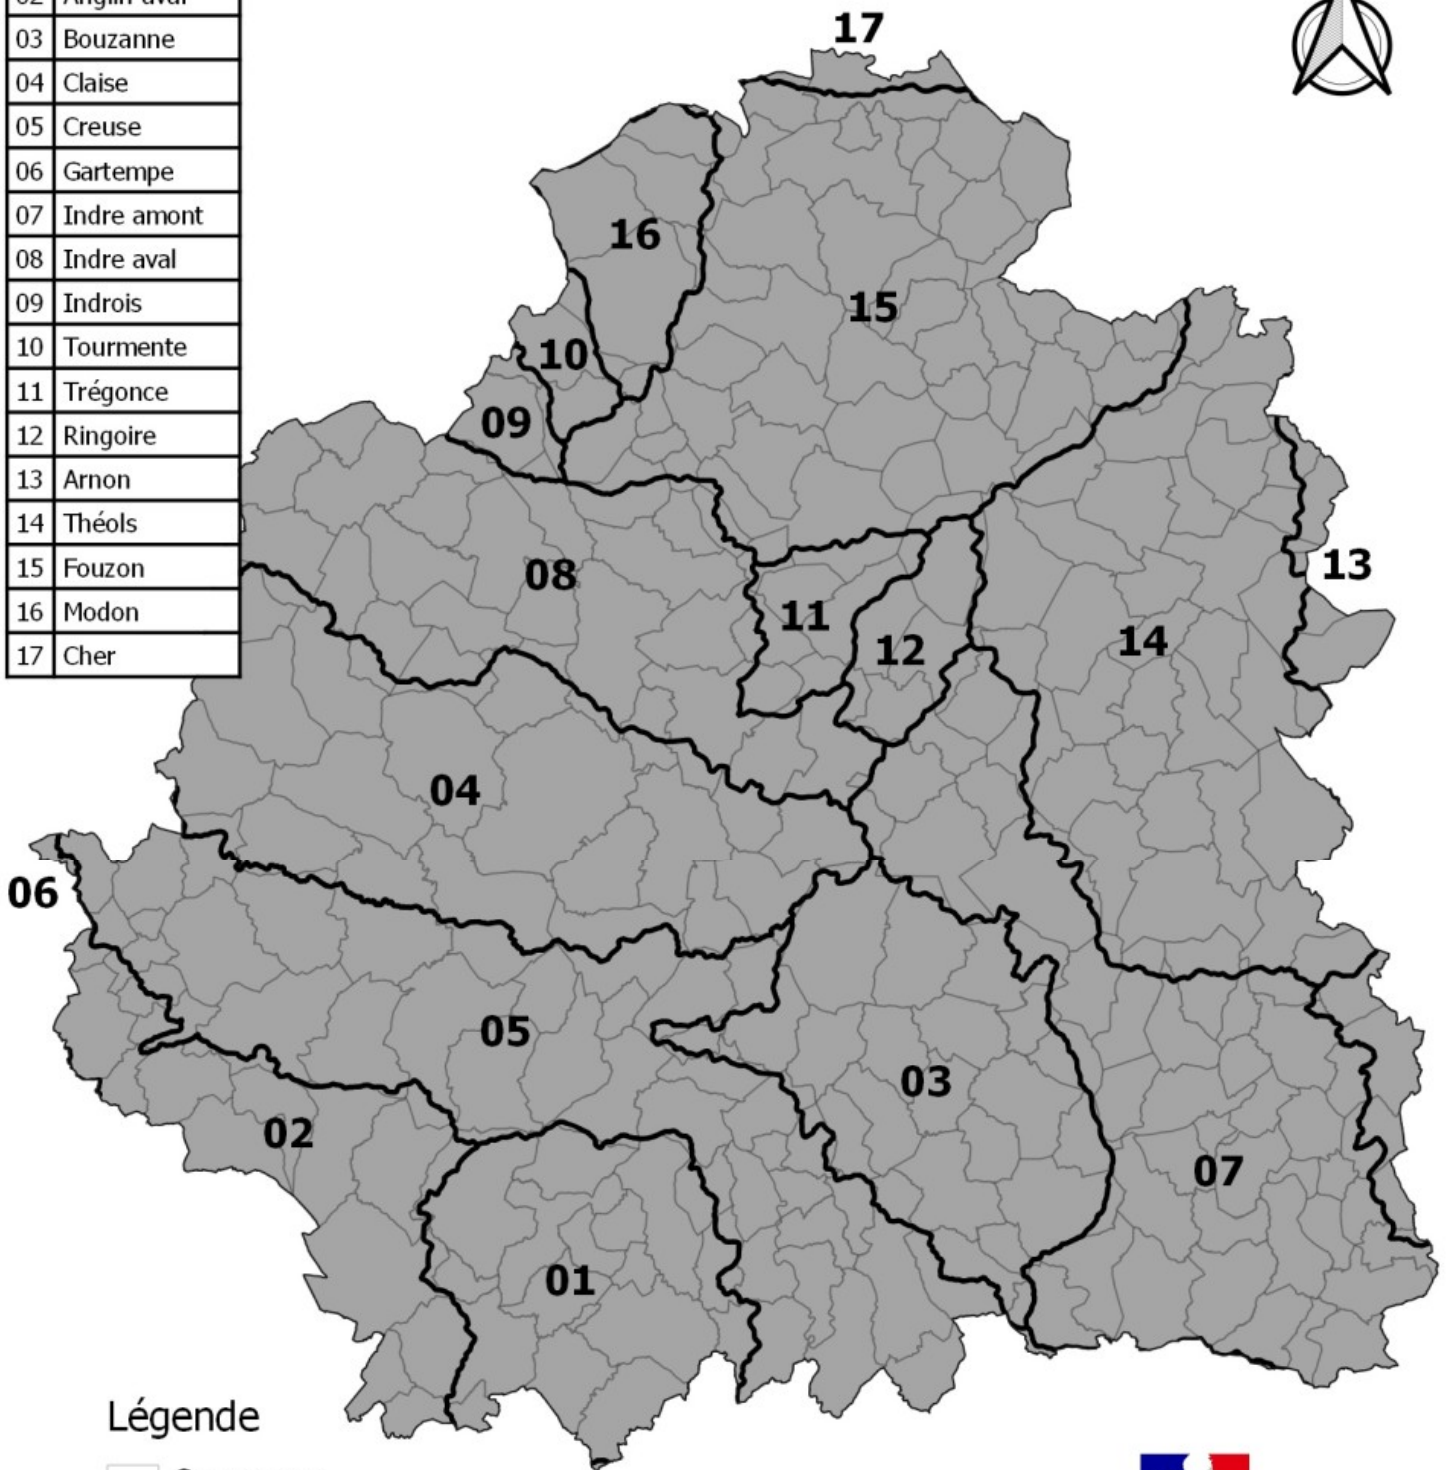 03 Bouzanne
04 Claise
05 Creuse
06 Gartempe
07 Indre amont
08 Indre aval
09 Indrois
10 Tourmente
11 Trégonce
12 Ringoire
13 Arnon
14 Théols
15 Fouzon
16 Modon
17 Cher
17
16
15
10
09
13
08
11
12
14
04
06
05
03
02
07
01
Légende